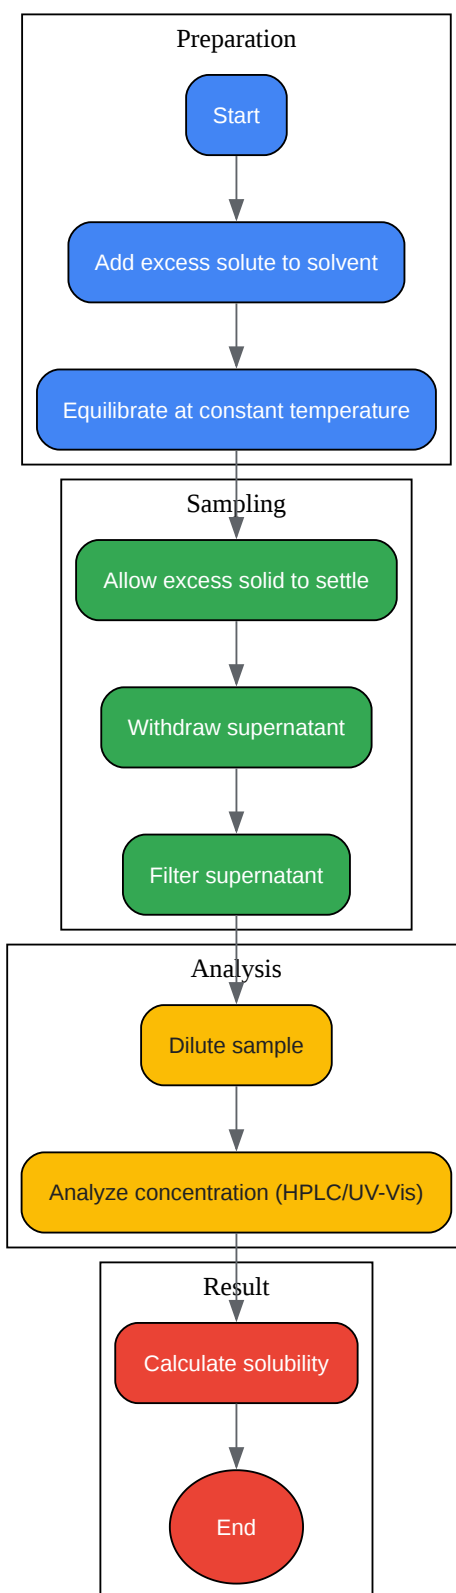 Preparation
Start
Add excess solute to solvent
Equilibrate at constant temperature
Sampling
Allow excess solid to settle
Withdraw supernatant
Filter supernatant
Analysis
Dilute sample
Analyze concentration (HPLC/UV-Vis)
Result
Calculate solubility
End